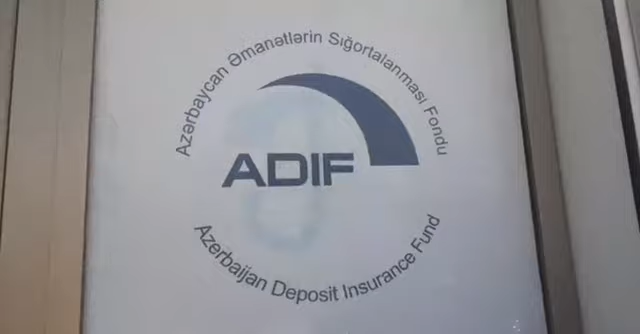 Azərbaycan Əmanətlərin Sığortalanması Fondu
ADIF
Azerbaijan Deposit Insurance Fund